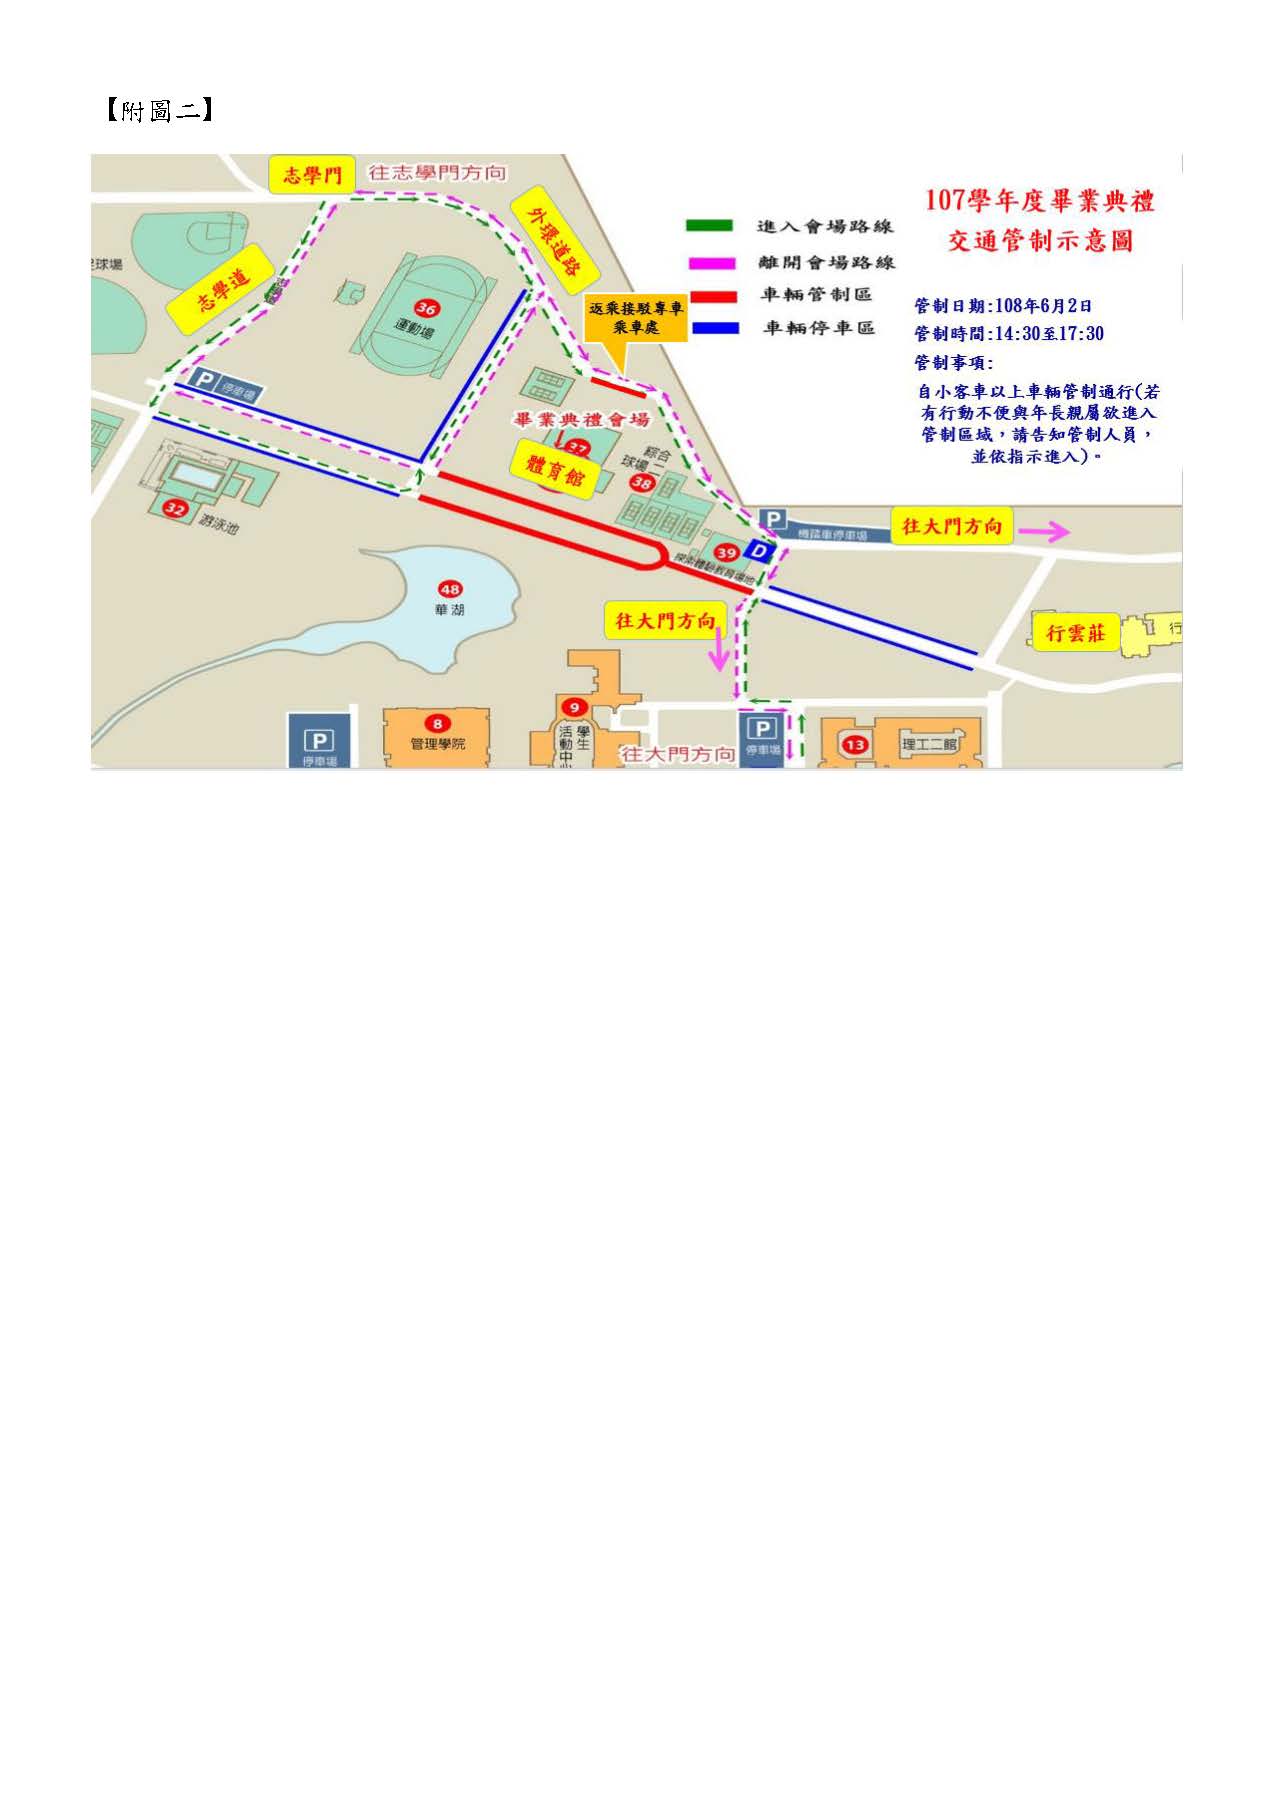 【附圖二】
志學門
往志學門方向
外環道路
志學道
107學年度畢業典禮
交通管制示意圖
進入會場路線
離開會場路線
車輛管制區
車輛停車區
管制日期:108年6月2日
管制時間:14:30至17:30
管制事項:
自小客車以上車輛管制通行(若
有行動不便與年長親屬欲進入
管制區域，請告知管制人員，
並依指示進入)。
返乘接駁專車
乘車處
球場
36
運動場
P 停車場
畢業典禮會場
37
體育館
綜合
球場二
38
32
游泳池
39
探索體驗教育場地
D
P
機踏車停車場
往大門方向
48
華湖
往大門方向
行雲莊
行
P
停車場
8
管理學院
9
學生
活動中心
往大門方向
P
停車場
13
理工二館